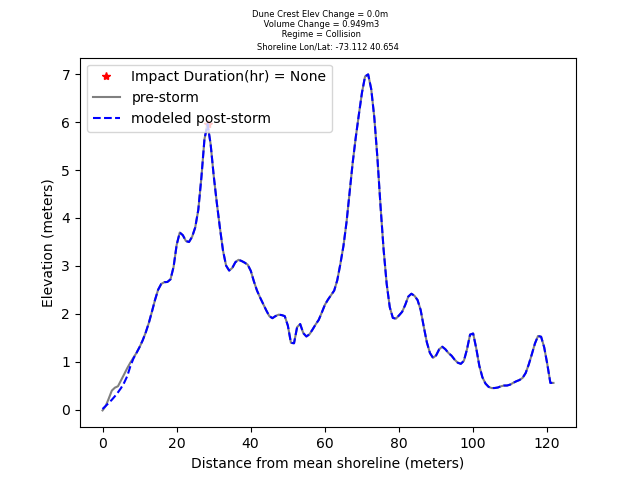 Dune Crest Elev Change = 0.0m
Volume Change = 0.949m3
Regime = Collision
Shoreline Lon/Lat: -73.112 40.654
Impact Duration(hr) = None
pre-storm
modeled post-storm
7
6
5
4
3
2
1
0
Elevation (meters)
0 20 40 60 80 100 120
Distance from mean shoreline (meters)